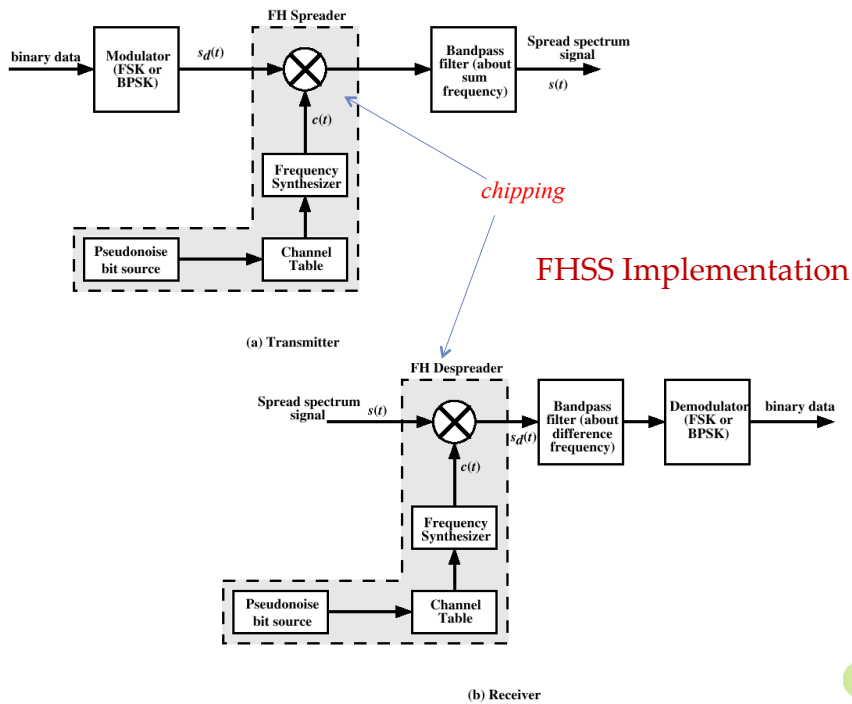 FH Spreader
binary data
Modulator
(FSK or
BPSK)
sd(t)
Bandpass
filter (about
sum
frequency)
Spread spectrum
signal
s(t)
c(t)
Frequency
Synthesizer
chipping
Pseudonoise
bit source
Channel
Table
FHSS Implementation
(a) Transmitter
FH Despreader
Spread spectrum
signal
s(t)
sd(t)
Bandpass
filter (about
difference
frequency)
Demodulator
(FSK or
BPSK)
binary data
c(t)
Frequency
Synthesizer
Pseudonoise
bit source
Channel
Table
(b) Receiver